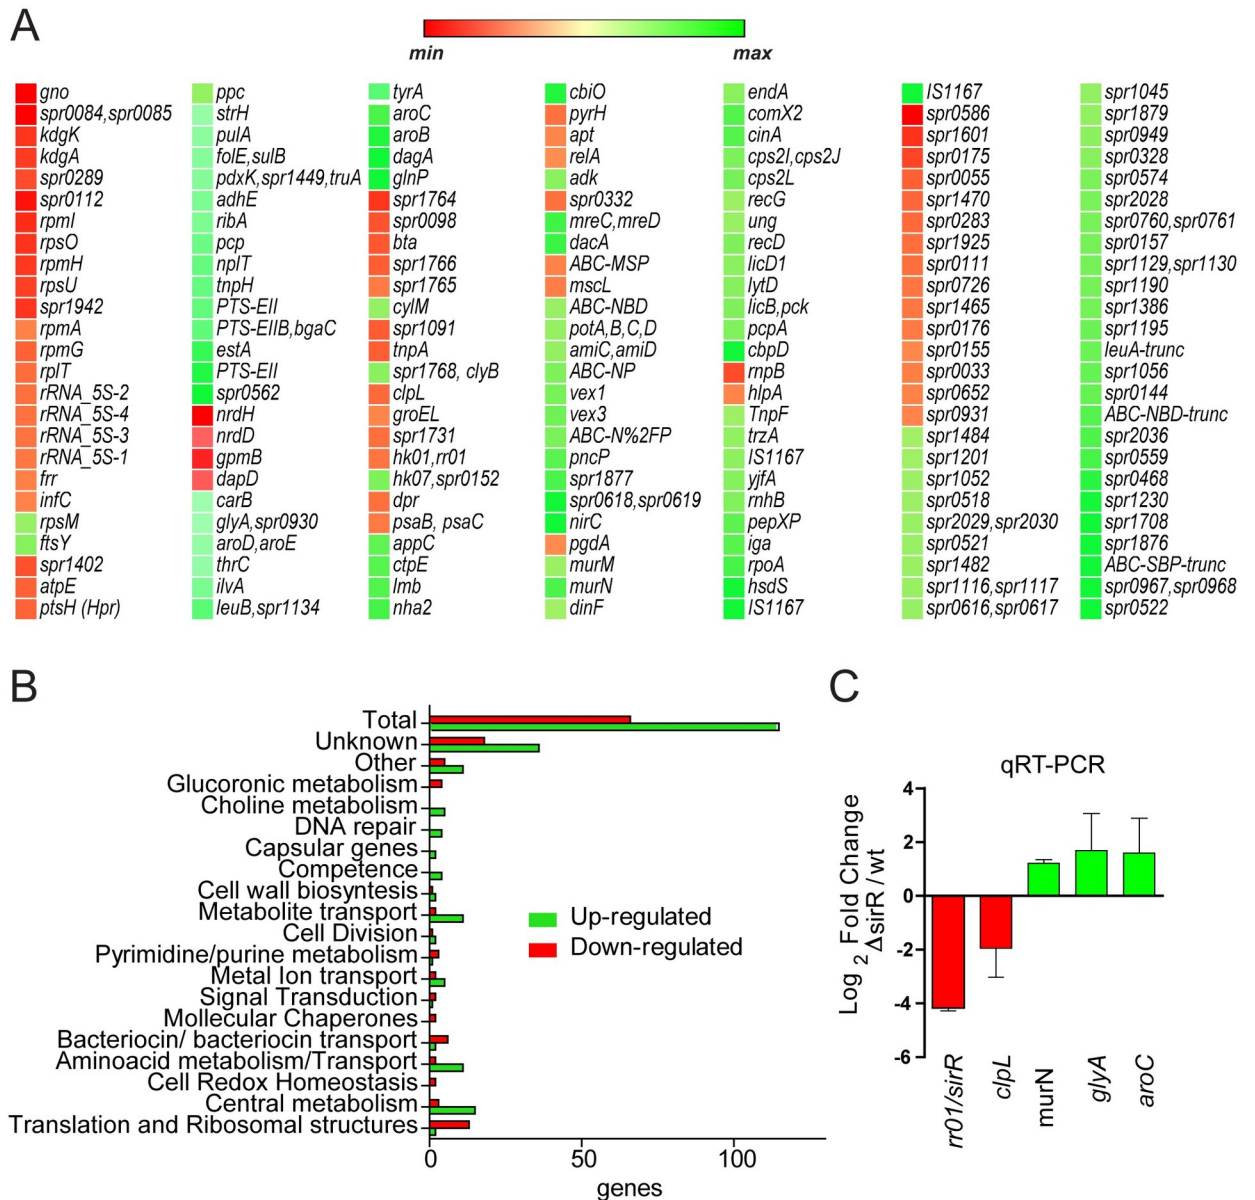 A
min max
gno
spr0084,spr0085
kdgK
kdgA
spr0289
spr0112
rpmI
rpsO
rpmH
rpsU
spr1942
rpmA
rpmG
rplT
rRNA_5S-2
rRNA_5S-4
rRNA_5S-3
rRNA_5S-1
frr
infC
rpsM
ftsY
spr1402
atpE
ptsH (Hpr)
ppc
strH
pulA
folE,sulB
pdxK,spr1449,truA
adhE
ribA
pcp
nplT
tnpH
PTS-EII
PTS-EIIB,bgaC
estA
PTS-EII
spr0562
nrdH
nrdD
gpmB
dapD
carB
glyA,spr0930
aroD,aroE
thrC
ilvA
leuB,spr1134
tyrA
aroC
aroB
dagA
glnP
spr1764
spr0098
bta
spr1766
spr1765
cylM
spr1091
tnpA
spr1768, clyB
clpL
groEL
spr1731
hk01,rr01
hk07,spr0152
dpr
psaB, psaC
appC
ctpE
lmb
nha2
cbiO
pyrH
apt
relA
adk
spr0332
mreC,mreD
dacA
ABC-MSP
mscL
ABC-NBD
potA,B,C,D
amiC,amiD
ABC-NP
vex1
vex3
ABC-N%2FP
pncP
spr1877
spr0618,spr0619
nirC
pgdA
murM
murN
dinF
endA
comX2
cinA
cps2I,cps2J
cps2L
recG
ung
recD
licD1
lytD
licB,pck
pcpA
cbpD
rnpB
hlpA
TnpF
trzA
IS1167
yjfA
rnhB
pepXP
iga
rpoA
hsdS
IS1167
IS1167
spr0586
spr1601
spr0175
spr0055
spr1470
spr0283
spr1925
spr0111
spr0726
spr1465
spr0176
spr0155
spr0033
spr0652
spr0931
spr1484
spr1201
spr1052
spr0518
spr2029,spr2030
spr0521
spr1482
spr1116,spr1117
spr0616,spr0617
spr1045
spr1879
spr0949
spr0328
spr0574
spr2028
spr0760,spr0761
spr0157
spr1129,spr1130
spr1190
spr1386
spr1195
leuA-trunc
spr1056
spr0144
ABC-NBD-trunc
spr2036
spr0559
spr0468
spr1230
spr1708
spr1876
ABC-SBP-trunc
spr0967,spr0968
spr0522
B
Total
Unknown
Other
Glucoronic metabolism
Choline metabolism
DNA repair
Capsular genes
Competence
Cell wall biosyntesis
Metabolite transport
Cell Division
Pyrimidine/purine metabolism
Metal Ion transport
Signal Transduction
Molecular Chaperones
Bacteriocin/ bacteriocin transport
Aminoacid metabolism/Transport
Cell Redox Homeostasis
Central metabolism
Translation and Ribosomal structures
0 50 100
genes
Up-regulated
Down-regulated
C
qRT-PCR
Log 2 Fold Change
ΔsirR / wt
4
2
0
-2
-4
-6
rr01/sirR
clpL
murN
glyA
aroC